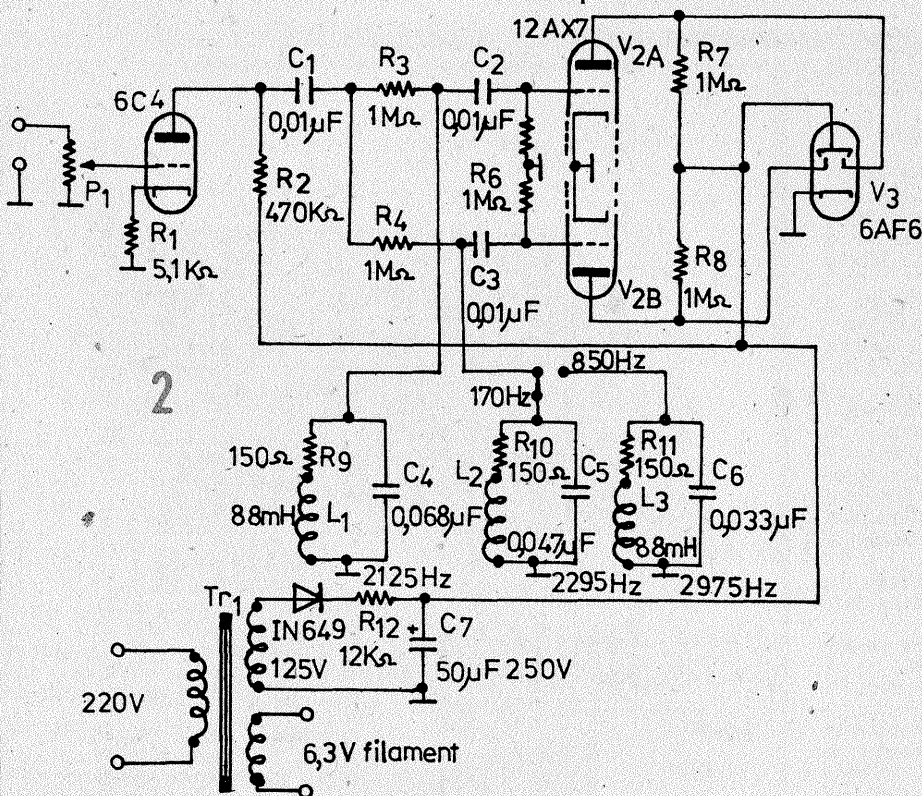 12AX7
V2A
6C4
C1
0,01µF
R3
1MΩ
C2
0,01µF
R7
1MΩ
P1
R1
5,1KΩ
R2
470KΩ
R4
1MΩ
R6
1MΩ
C3
0,01µF
V2B
R8
1MΩ
V3
6AF6
2
170Hz
850Hz
150Ω
R9
88mH
L1
C4
0,068µF
2125Hz
R10
150Ω
L2
C5
0,047µF
2295Hz
R11
150Ω
L3
88mH
C6
0,033µF
2975Hz
Tr1
220V
125V
IN649
R12
12KΩ
+
C7
50µF 250V
6,3V filament